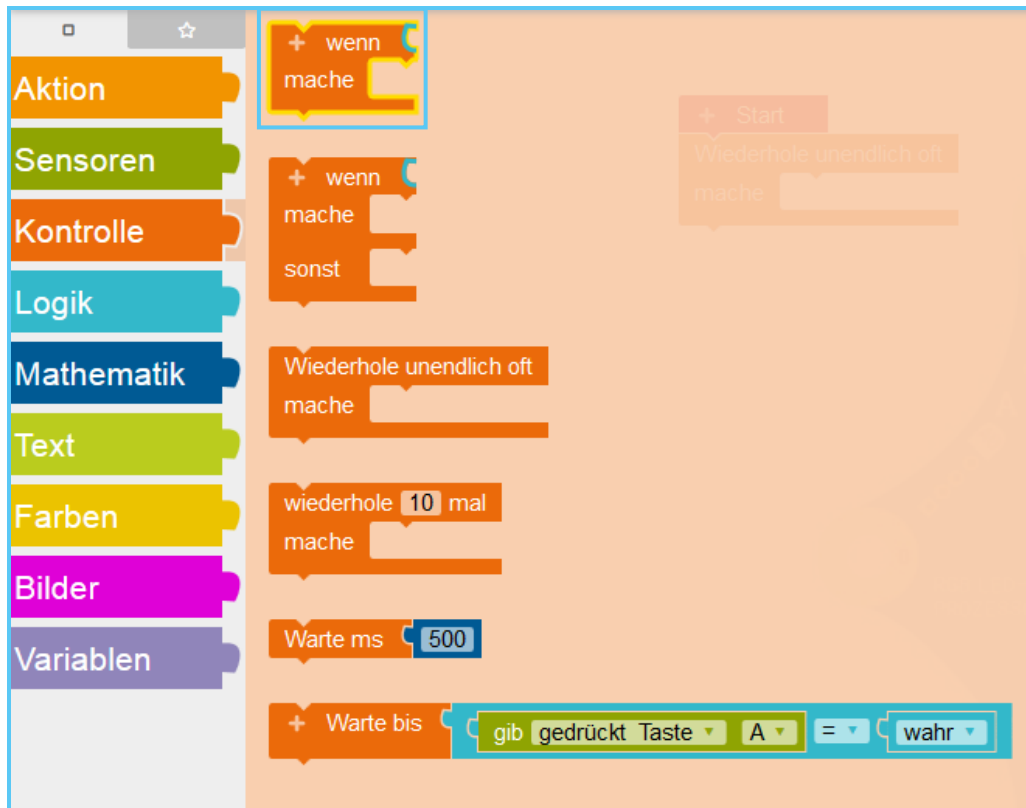 Aktion
Sensoren
Kontrolle
Logik
Mathematik
Text
Farben
Bilder
Variablen
+ wenn
mache
+ wenn
mache
sonst
Wiederhole unendlich oft
mache
wiederhole 10 mal
mache
Warte ms 500
+ Warte bis gib gedrückt Taste A = wahr
+ Start
Wiederhole unendlich oft
mache